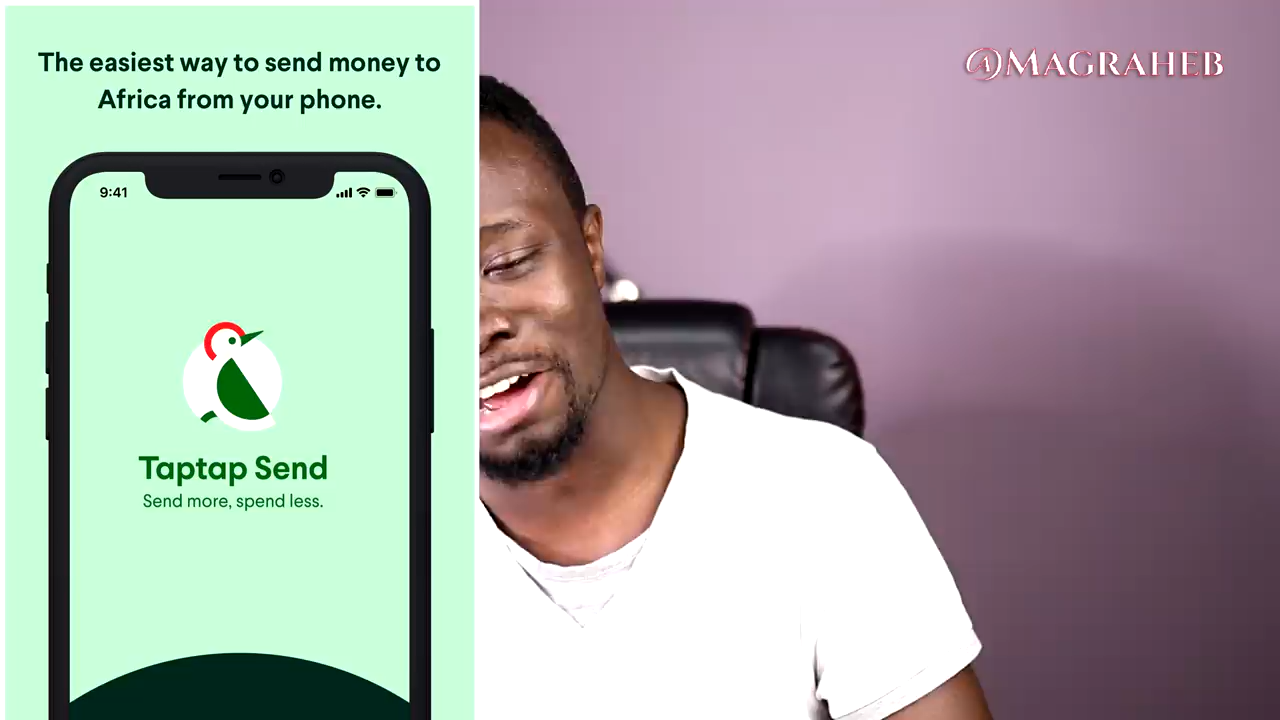 The easiest way to send money to
Africa from your phone.
9:41
Taptap Send
Send more, spend less.
@MAGRAHEB